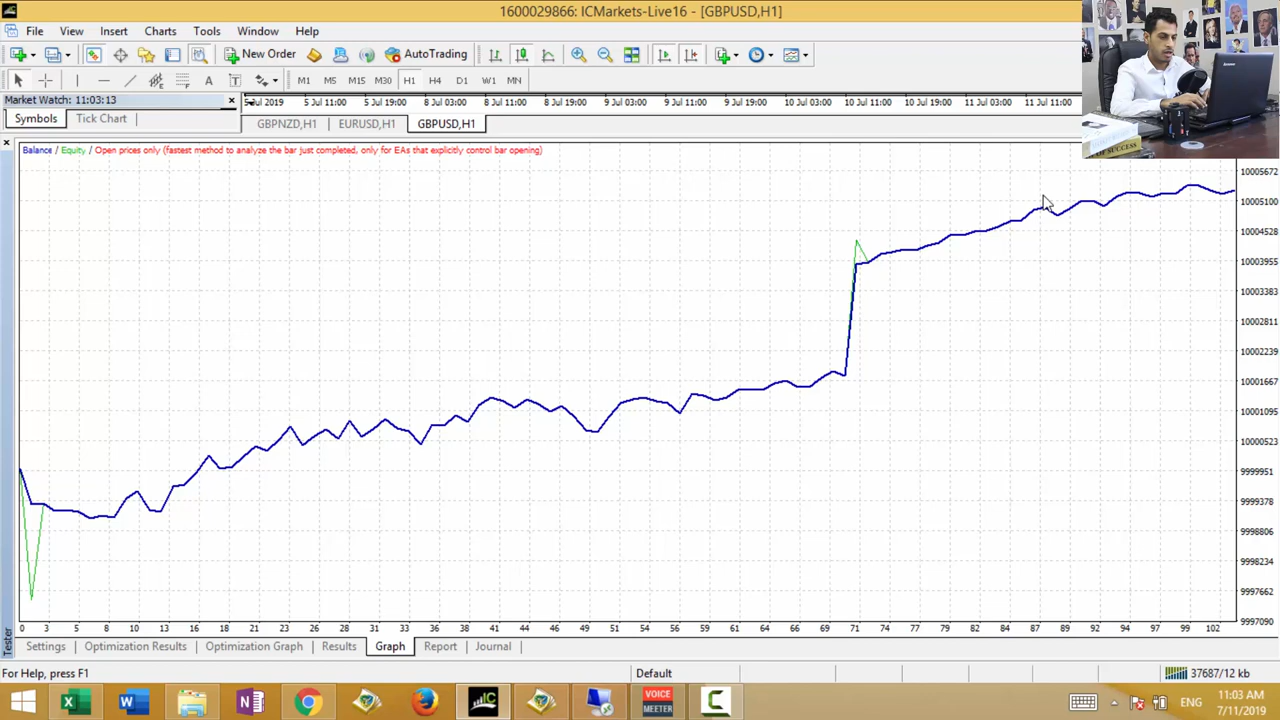 1600029866: ICMarkets-Live16 - [GBPUSD,H1]
File View Insert Charts Tools Window Help
New Order AutoTrading
A T M1 M5 M15 M30 H1 H4 D1 W1 MN
Market Watch: 11:03:13
5 Jul 2019 5 Jul 11:00 5 Jul 19:00 8 Jul 03:00 8 Jul 11:00 8 Jul 19:00 9 Jul 03:00 9 Jul 11:00 9 Jul 19:00 10 Jul 03:00 10 Jul 11:00 10 Jul 19:00 11 Jul 03:00 11 Jul 11:00
Symbols Tick Chart
GBPNZD,H1 EURUSD,H1 GBPUSD,H1
OF SUCCESS
Balance / Equity / Open prices only (fastest method to analyze the bar just completed, only for EAs that explicitly control bar opening)
10005672
10005100
10004528
10003955
10003383
10002811
10002239
10001667
10001095
10000523
9999951
9999378
9998234
9997662
9997090
0 3 5 8 10 13 16 18 21 23 26 29 31 33 36 38 41 44 46 49 51 54 56 59 61 64 66 69 71 74 77 79 82 84 87 89 92 94 97 99 102
Tester
Settings Optimization Results Optimization Graph Results Graph Report Journal
For Help, press F1 Default 37687/12 kb
VOICE
MEETER
ENG
11:03 AM
7/11/2019